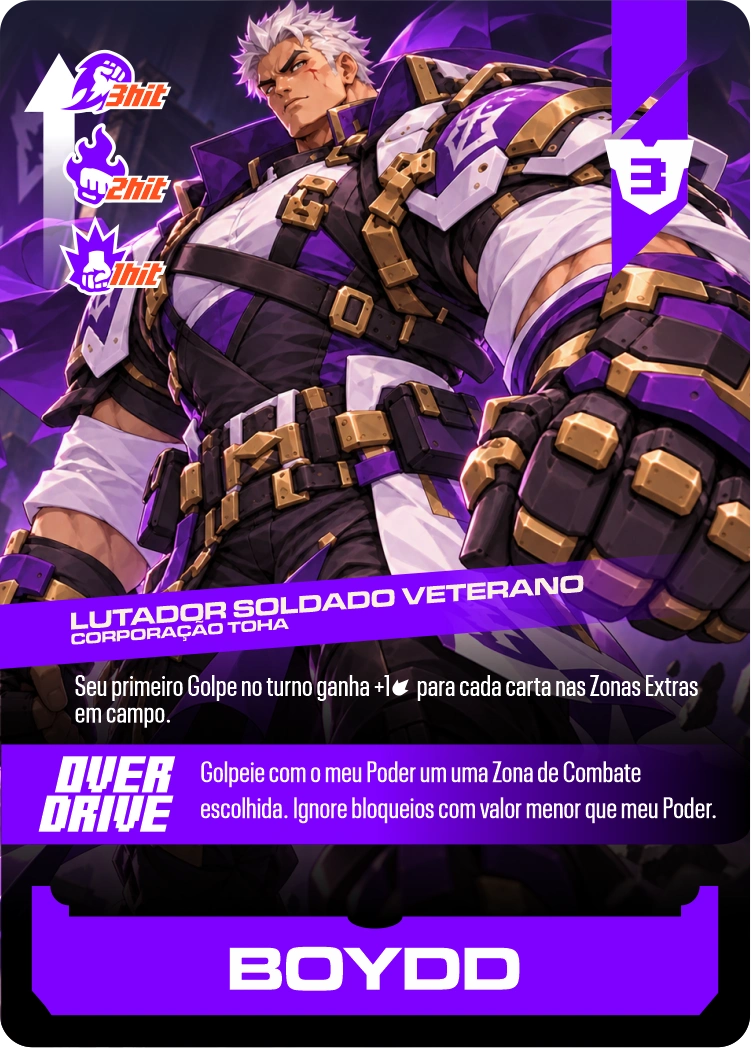 3hit
2hit
1hit
3
LUTADOR SOLDADO VETERANO
CORPORAÇÃO TOHA
Seu primeiro Golpe no turno ganha +1 para cada carta nas Zonas Extras
em campo.
OVER
DRIVE
Golpeie com o meu Poder um uma Zona de Combate
escolhida. Ignore bloqueios com valor menor que meu Poder.
BOYDD